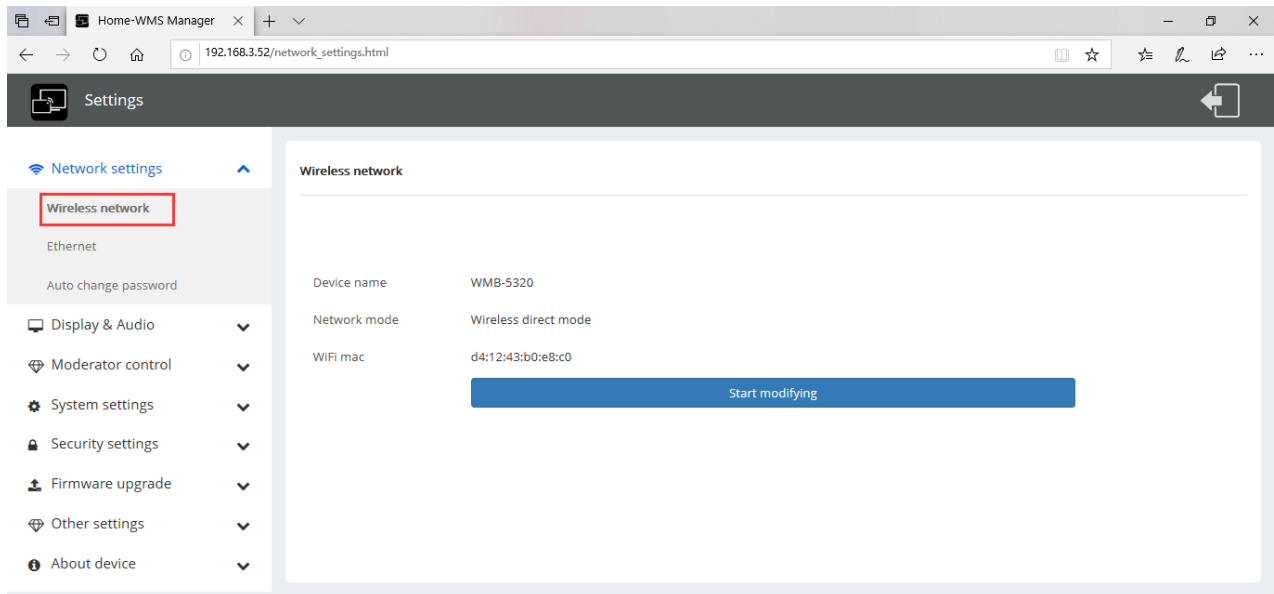 Home-WMS Manager
192.168.3.52/network_settings.html
Settings
Network settings
Wireless network
Ethernet
Auto change password
Display & Audio
Moderator control
System settings
Security settings
Firmware upgrade
Other settings
About device
Wireless network
Device name WMB-5320
Network mode Wireless direct mode
WiFi mac d4:12:43:b0:e8:c0
Start modifying